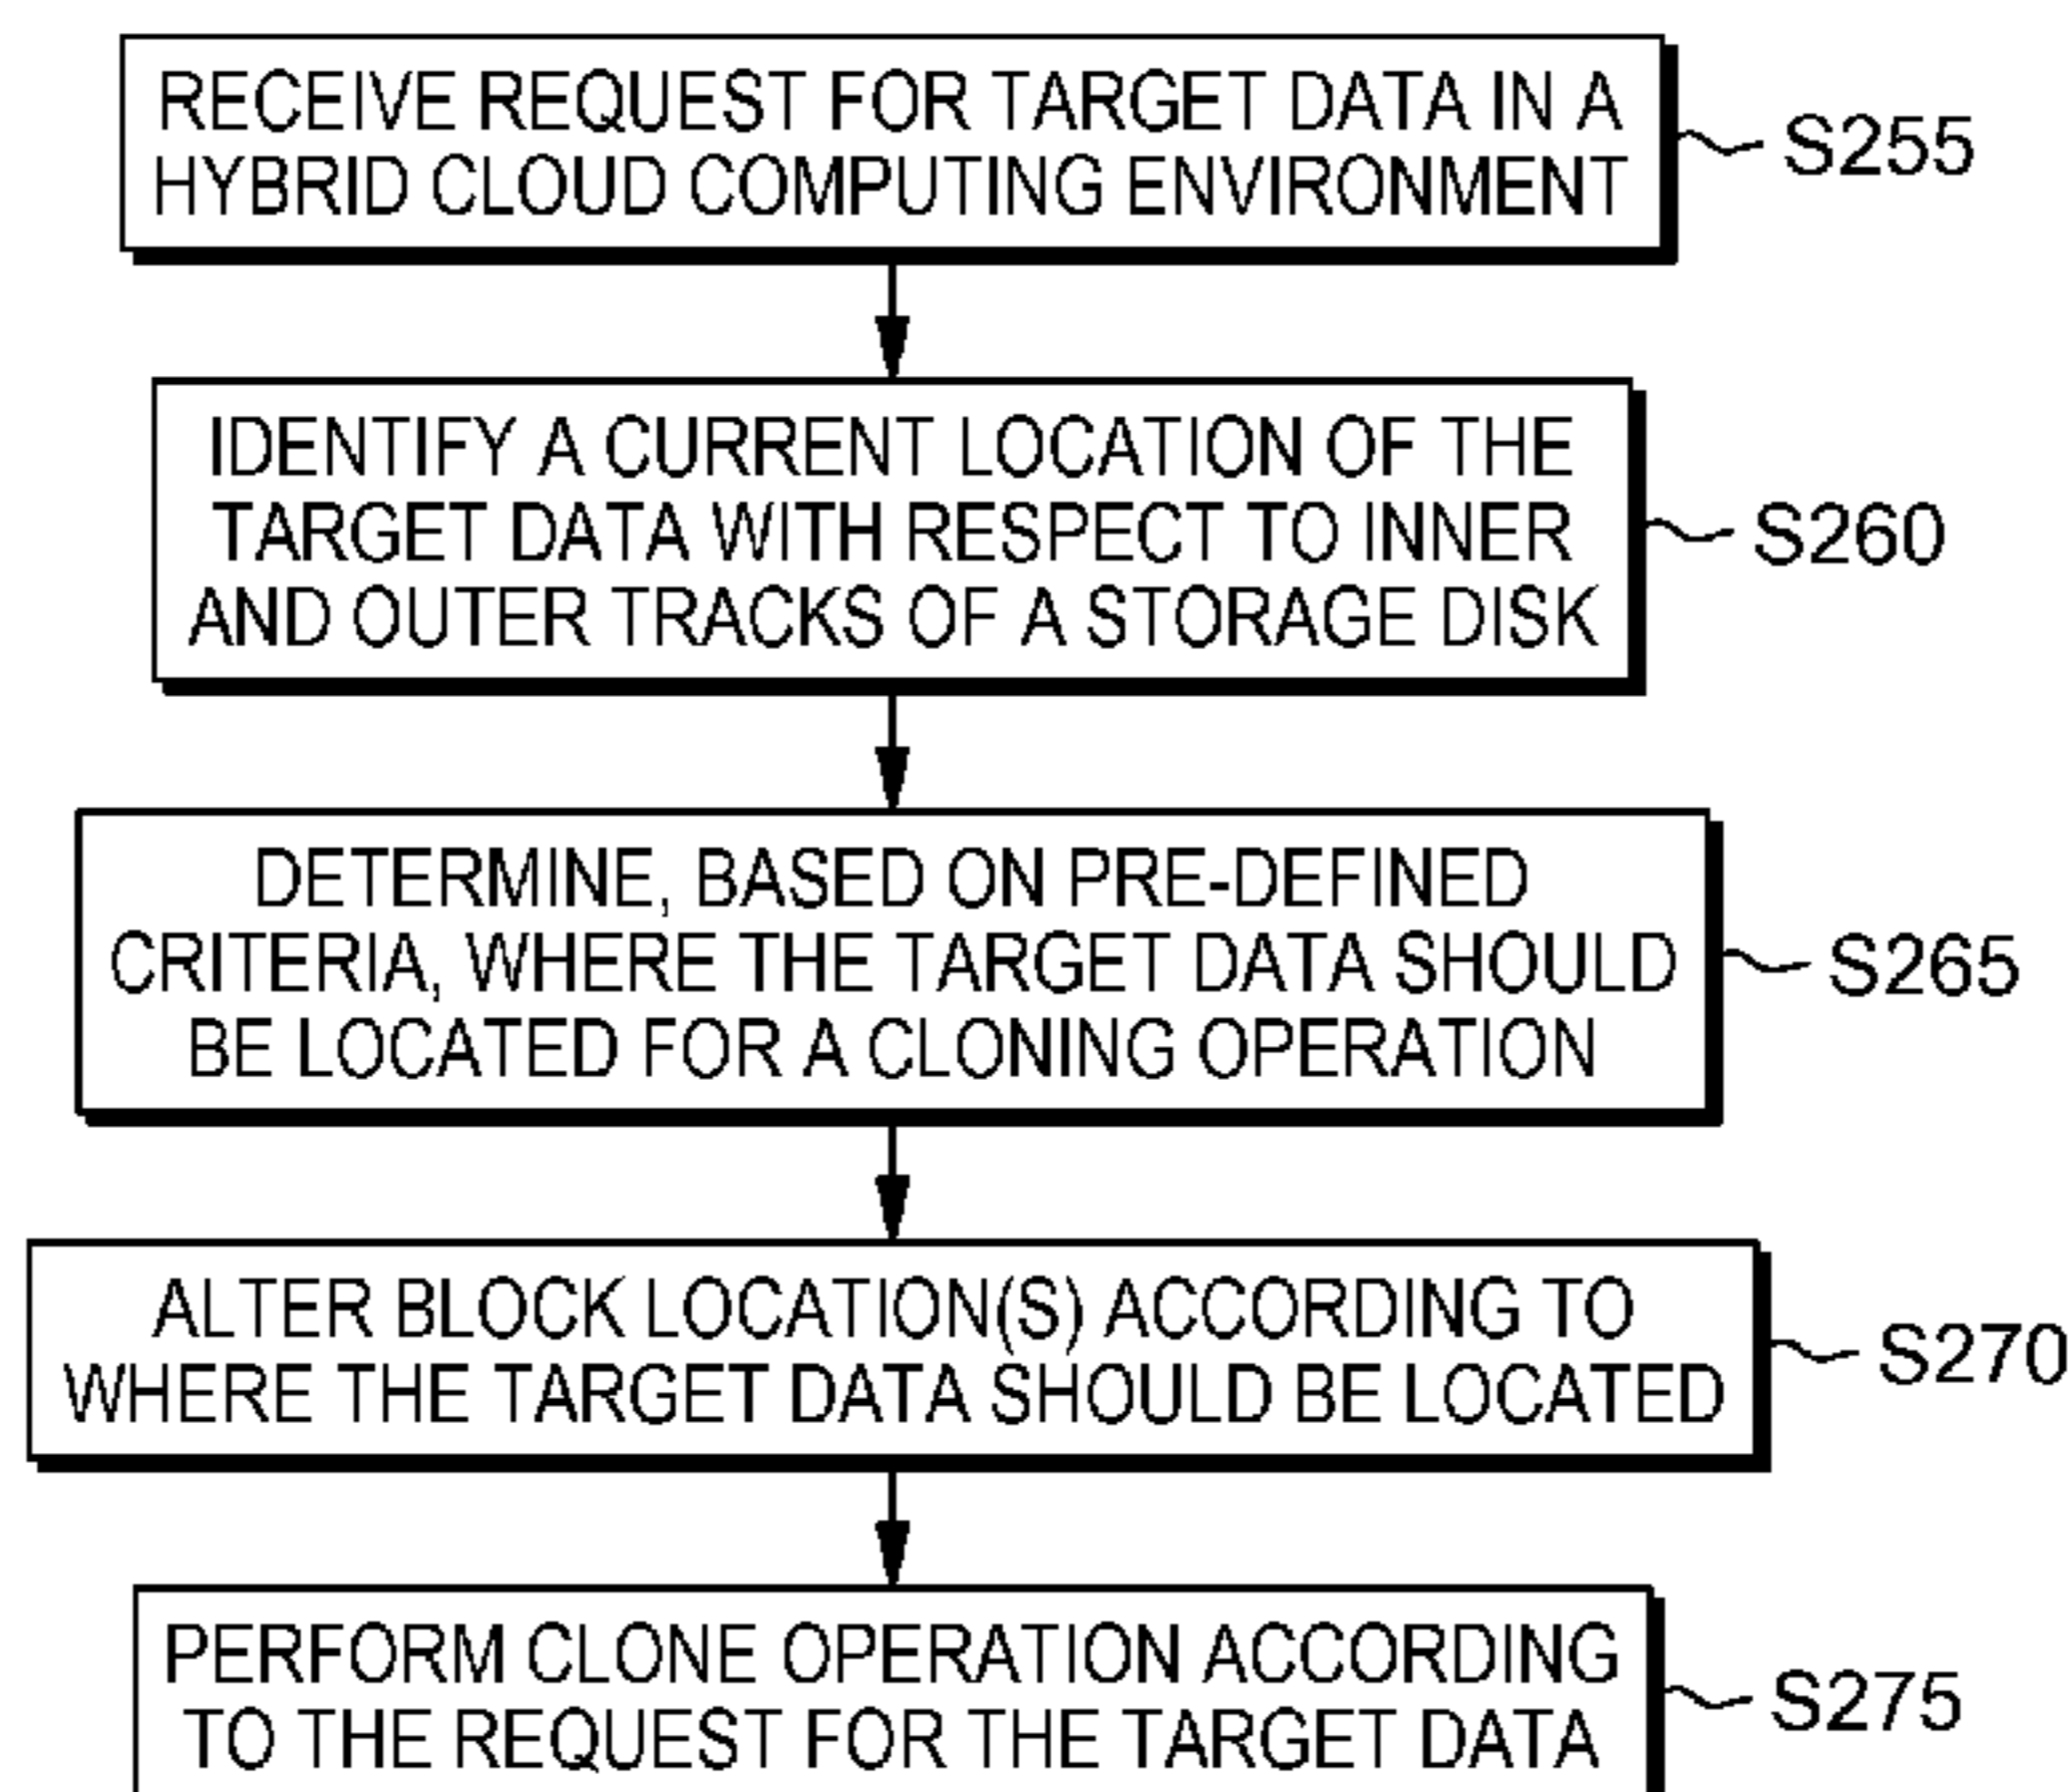 RECEIVE REQUEST FOR TARGET DATA IN A
HYBRID CLOUD COMPUTING ENVIRONMENT
S255
IDENTIFY A CURRENT LOCATION OF THE
TARGET DATA WITH RESPECT TO INNER
AND OUTER TRACKS OF A STORAGE DISK
S260
DETERMINE, BASED ON PRE-DEFINED
CRITERIA, WHERE THE TARGET DATA SHOULD
BE LOCATED FOR A CLONING OPERATION
S265
ALTER BLOCK LOCATION(S) ACCORDING TO
WHERE THE TARGET DATA SHOULD BE LOCATED
S270
PERFORM CLONE OPERATION ACCORDING
TO THE REQUEST FOR THE TARGET DATA
S275